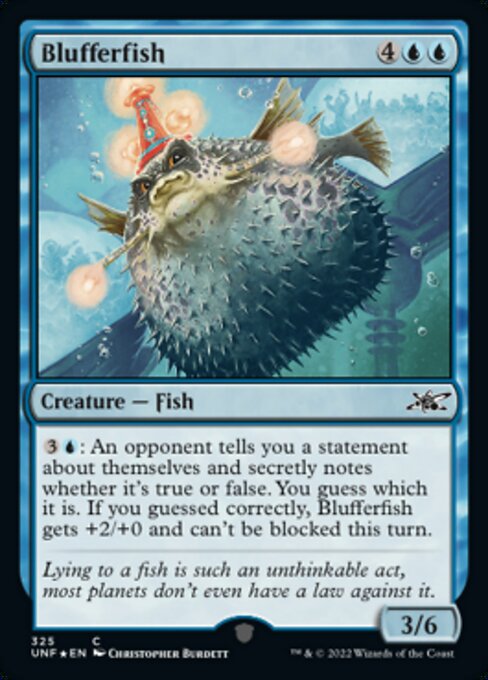 Blufferfish 4
Creature — Fish
3: An opponent tells you a statement
about themselves and secretly notes
whether it's true or false. You guess which
it is. If you guessed correctly, Blufferfish
gets +2/+0 and can't be blocked this turn.
Lying to a fish is such an unthinkable act,
most planets don't even have a law against it.
3/6
325 C
UNF★EN Christopher Burdett
™ & © 2022 Wizards of the Coast